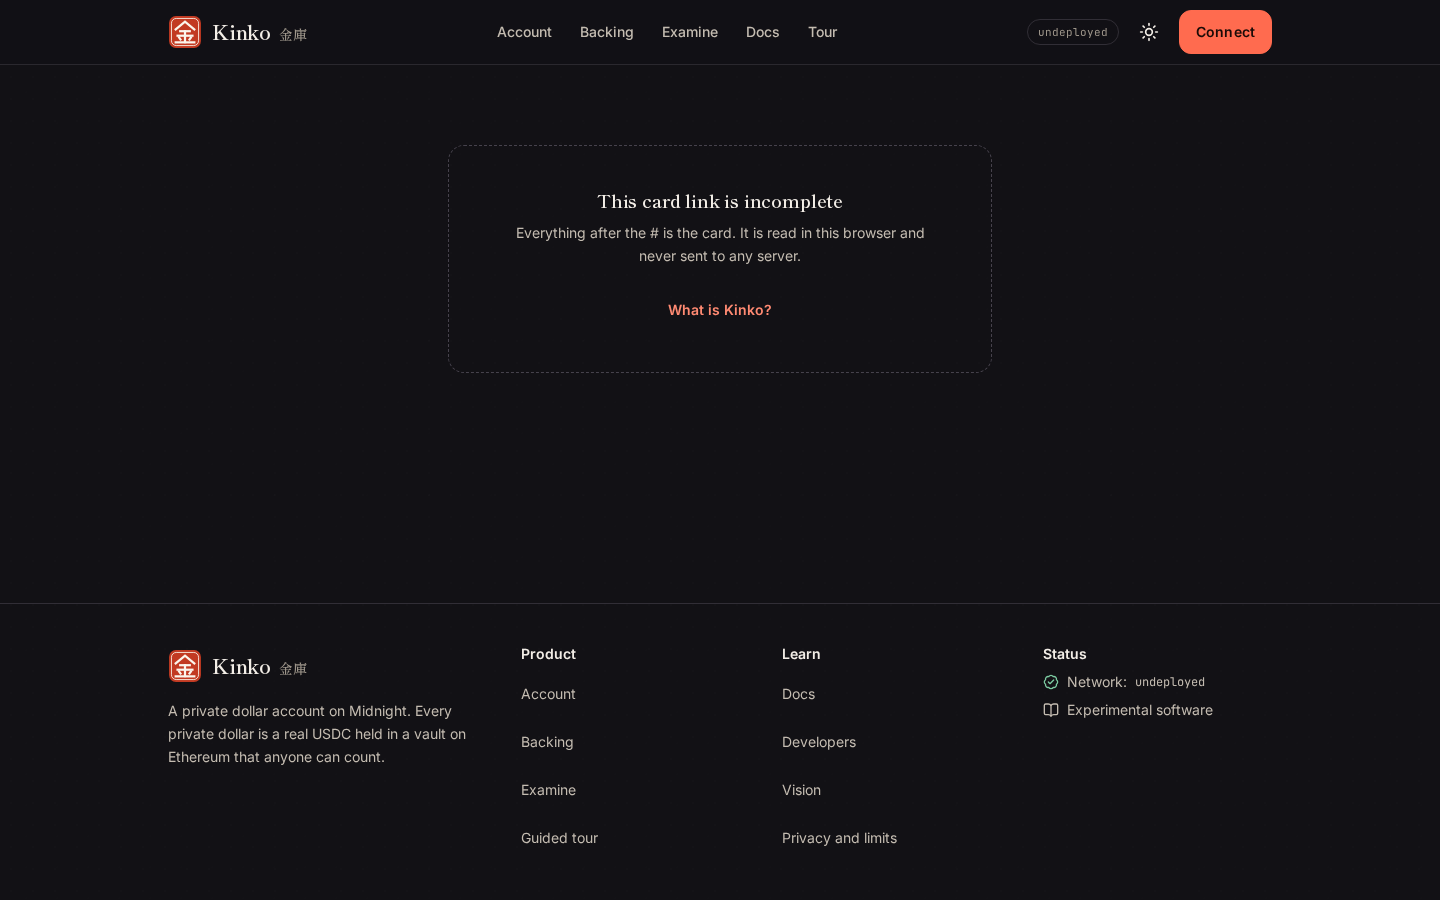 金 Kinko 金庫
Account Backing Examine Docs Tour
undeployed
Connect
This card link is incomplete
Everything after the # is the card. It is read in this browser and
never sent to any server.
What is Kinko?
金 Kinko 金庫
A private dollar account on Midnight. Every
private dollar is a real USDC held in a vault on
Ethereum that anyone can count.
Product
Account
Backing
Examine
Guided tour
Learn
Docs
Developers
Vision
Privacy and limits
Status
Network: undeployed
Experimental software